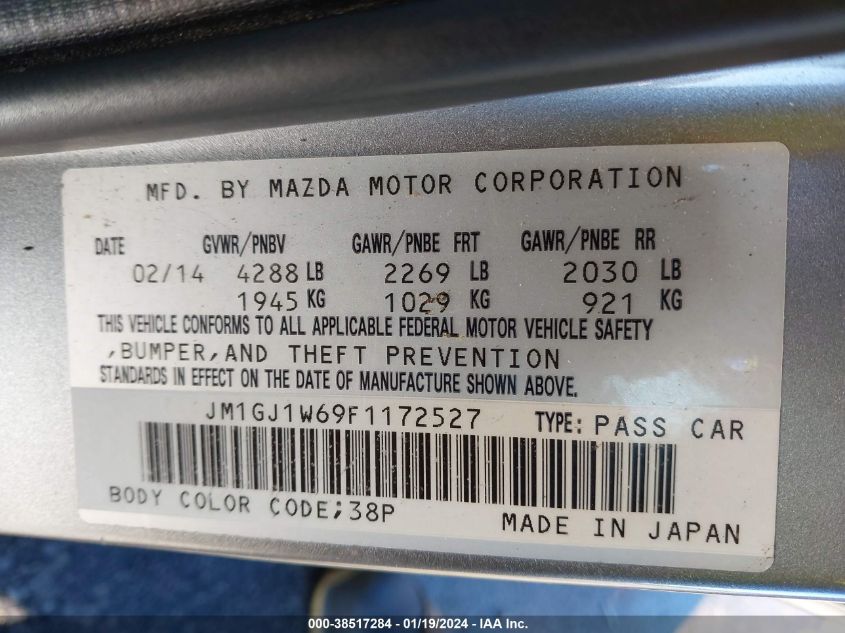 MFD. BY MAZDA MOTOR CORPORATION
DATE GVWR/PNBV GAWR/PNBE FRT GAWR/PNBE RR
02/14 4288 LB 2269 LB 2030 LB
1945 KG 1029 KG 921 KG
THIS VEHICLE CONFORMS TO ALL APPLICABLE FEDERAL MOTOR VEHICLE SAFETY
,BUMPER,AND THEFT PREVENTION
STANDARDS IN EFFECT ON THE DATE OF MANUFACTURE SHOWN ABOVE.
JM1GJ1W69F1172527 TYPE: PASS CAR
BODY COLOR CODE;38P
MADE IN JAPAN
000-38517284 - 01/19/2024 - IAA Inc.